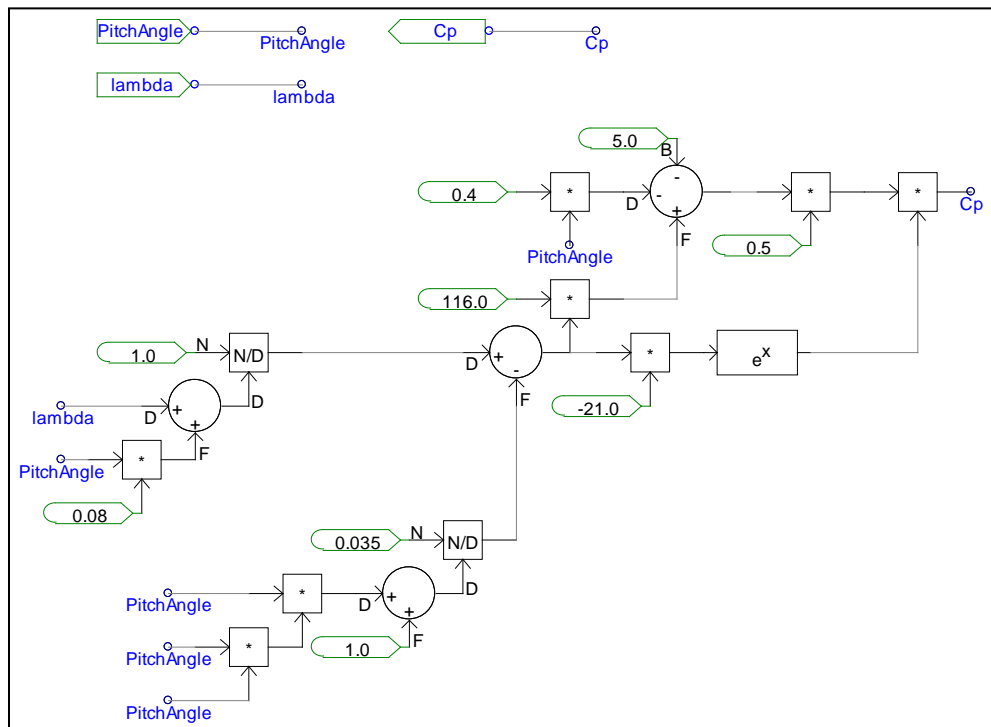 PitchAngle
PitchAngle
Cp
Cp
lambda
lambda
5.0
B
-
0.4
*
D
-
+
*
*
Cp
PitchAngle
F
0.5
116.0
*
1.0
N
N/D
D
+
-
*
e^x
lambda
D
+
+
D
F
-21.0
PitchAngle
*
F
0.08
0.035
N
N/D
PitchAngle
*
D
+
+
D
PitchAngle
*
1.0
F
PitchAngle